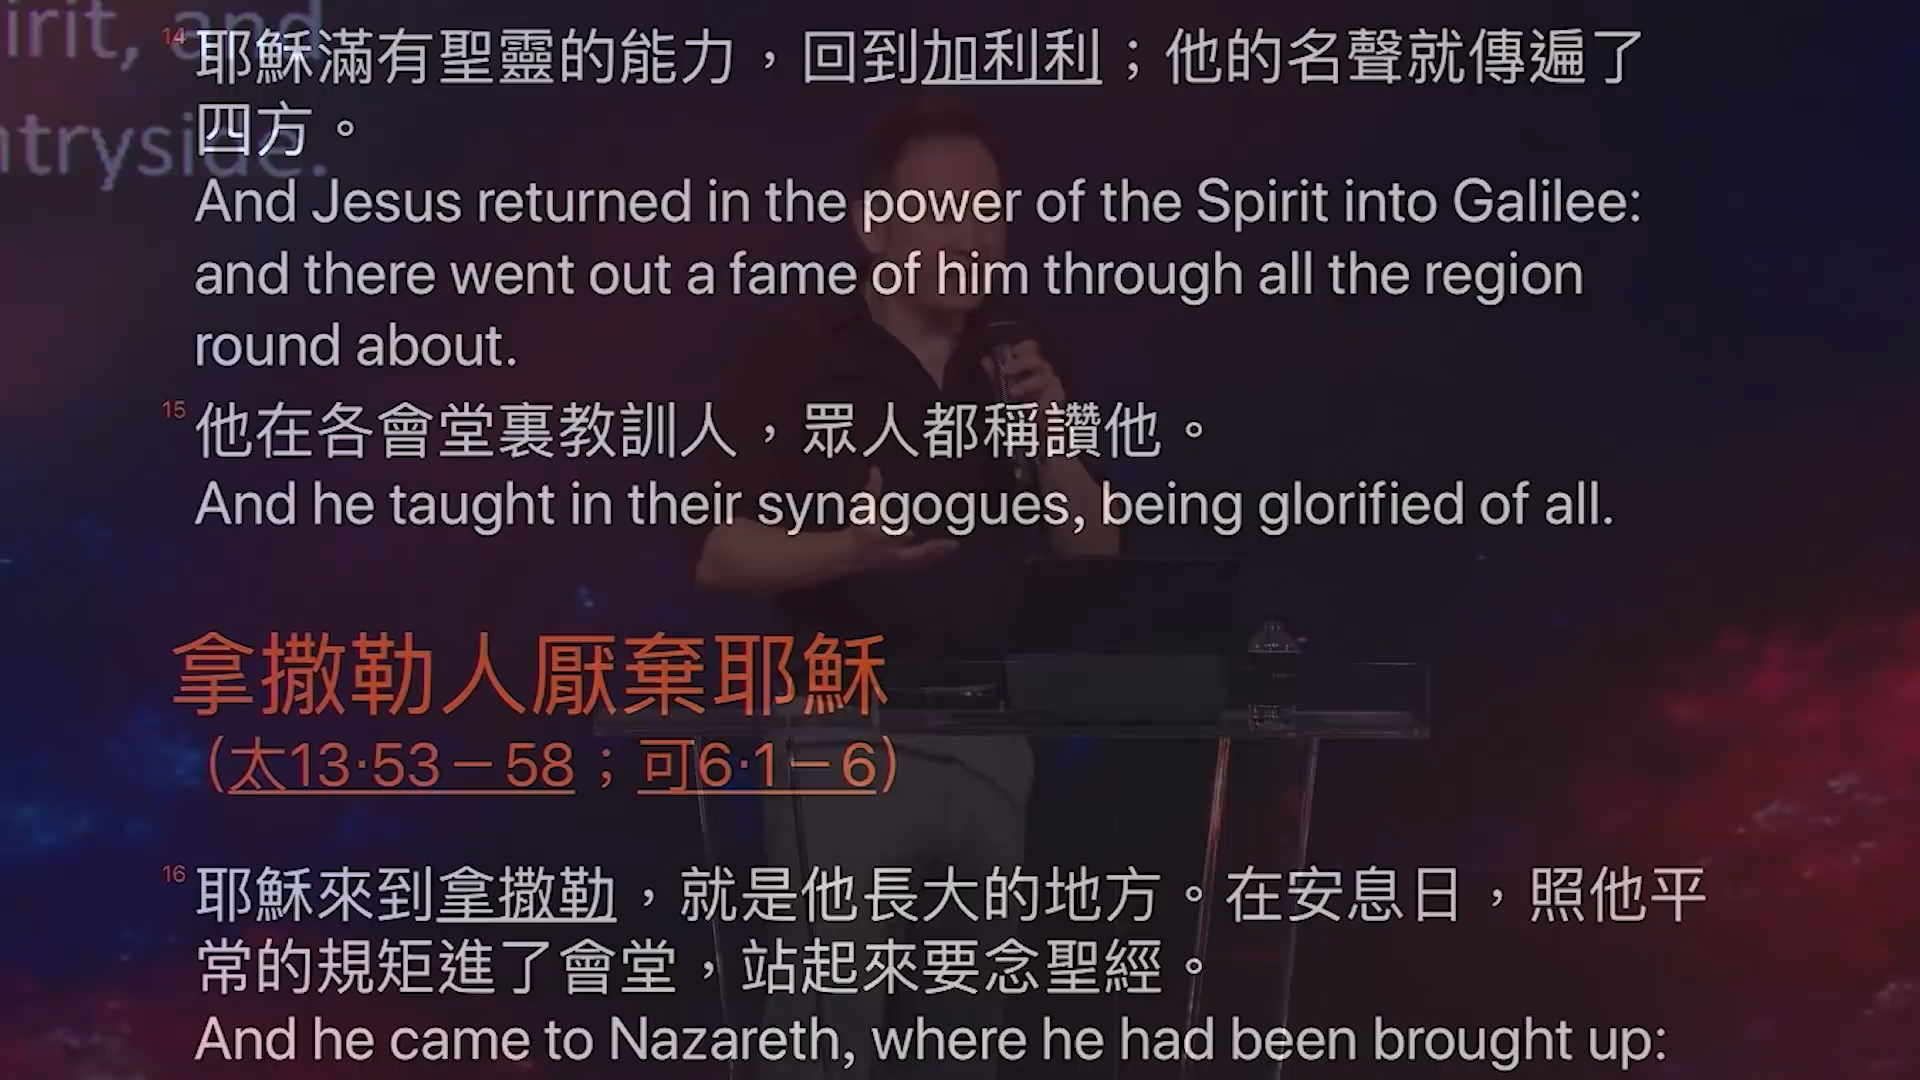 irit, and
ntryside.
14 耶穌滿有聖靈的能力，回到加利利；他的名聲就傳遍了
四方。
And Jesus returned in the power of the Spirit into Galilee:
and there went out a fame of him through all the region
round about.
15 他在各會堂裏教訓人，眾人都稱讚他。
And he taught in their synagogues, being glorified of all.
拿撒勒人厭棄耶穌
（太13·53－58；可6·1－6）
16 耶穌來到拿撒勒，就是他長大的地方。在安息日，照他平
常的規矩進了會堂，站起來要念聖經。
And he came to Nazareth, where he had been brought up: